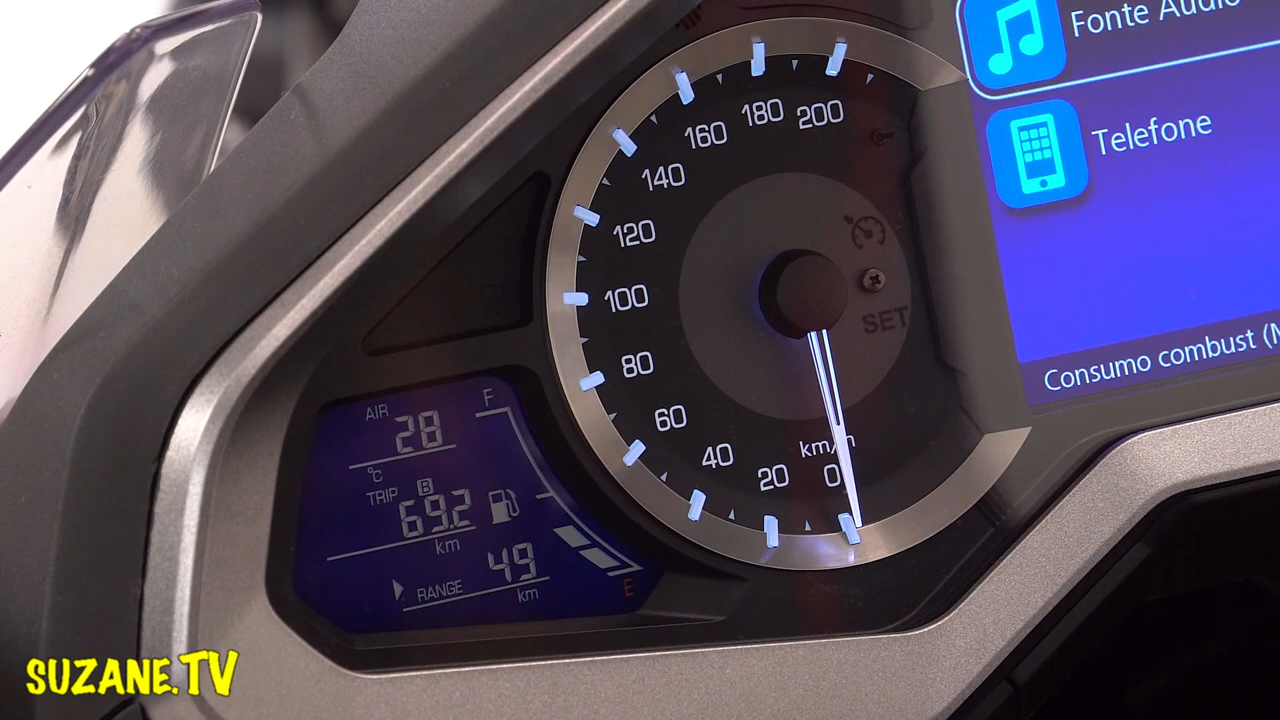 Fonte Áudio
Telefone
Consumo combust (M
200
180
160
140
120
100
80
60
40
20
0
km/h
SET
AIR
28
°C
F
TRIP B
69.2
km
RANGE
49
km
E
SUZANE.TV